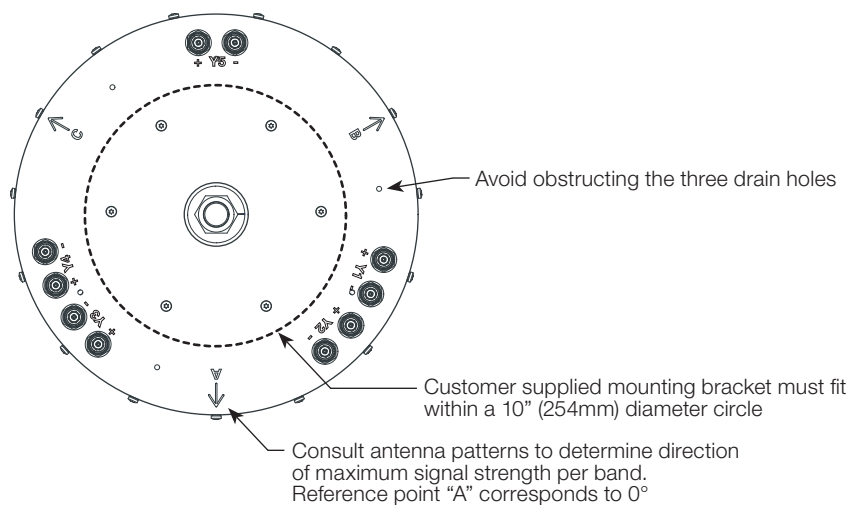 + Y5 -
C
B
Avoid obstructing the three drain holes
- Y4 +
+ Y1 -
- Y3 +
+ Y2 -
A
Customer supplied mounting bracket must fit
within a 10” (254mm) diameter circle
Consult antenna patterns to determine direction
of maximum signal strength per band.
Reference point “A” corresponds to 0°